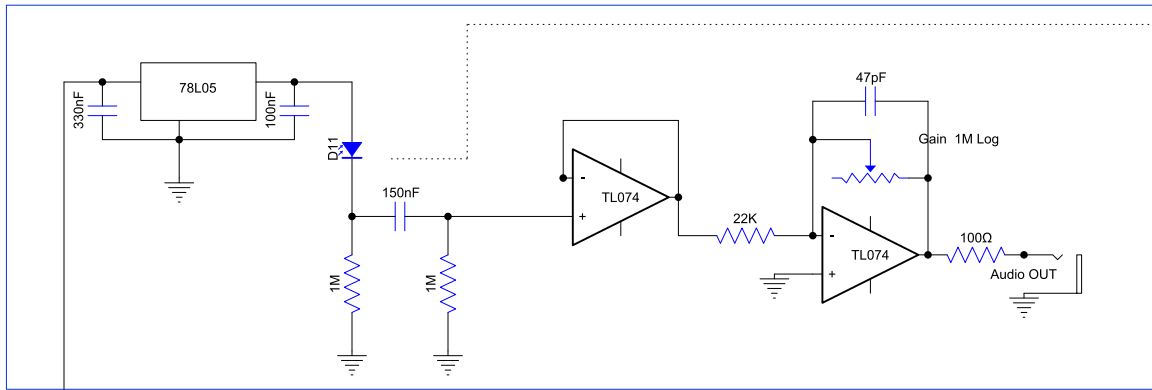 78L05
330nF
100nF
D11
150nF
1M
1M
-
+
TL074
22K
47pF
Gain 1M Log
-
+
TL074
100Ω
Audio OUT